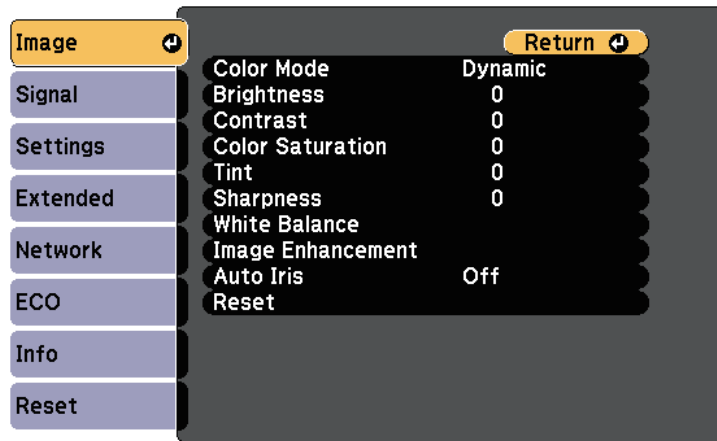 Image
Signal
Settings
Extended
Network
ECO
Info
Reset
Return
Color Mode Dynamic
Brightness 0
Contrast 0
Color Saturation 0
Tint 0
Sharpness 0
White Balance
Image Enhancement
Auto Iris Off
Reset